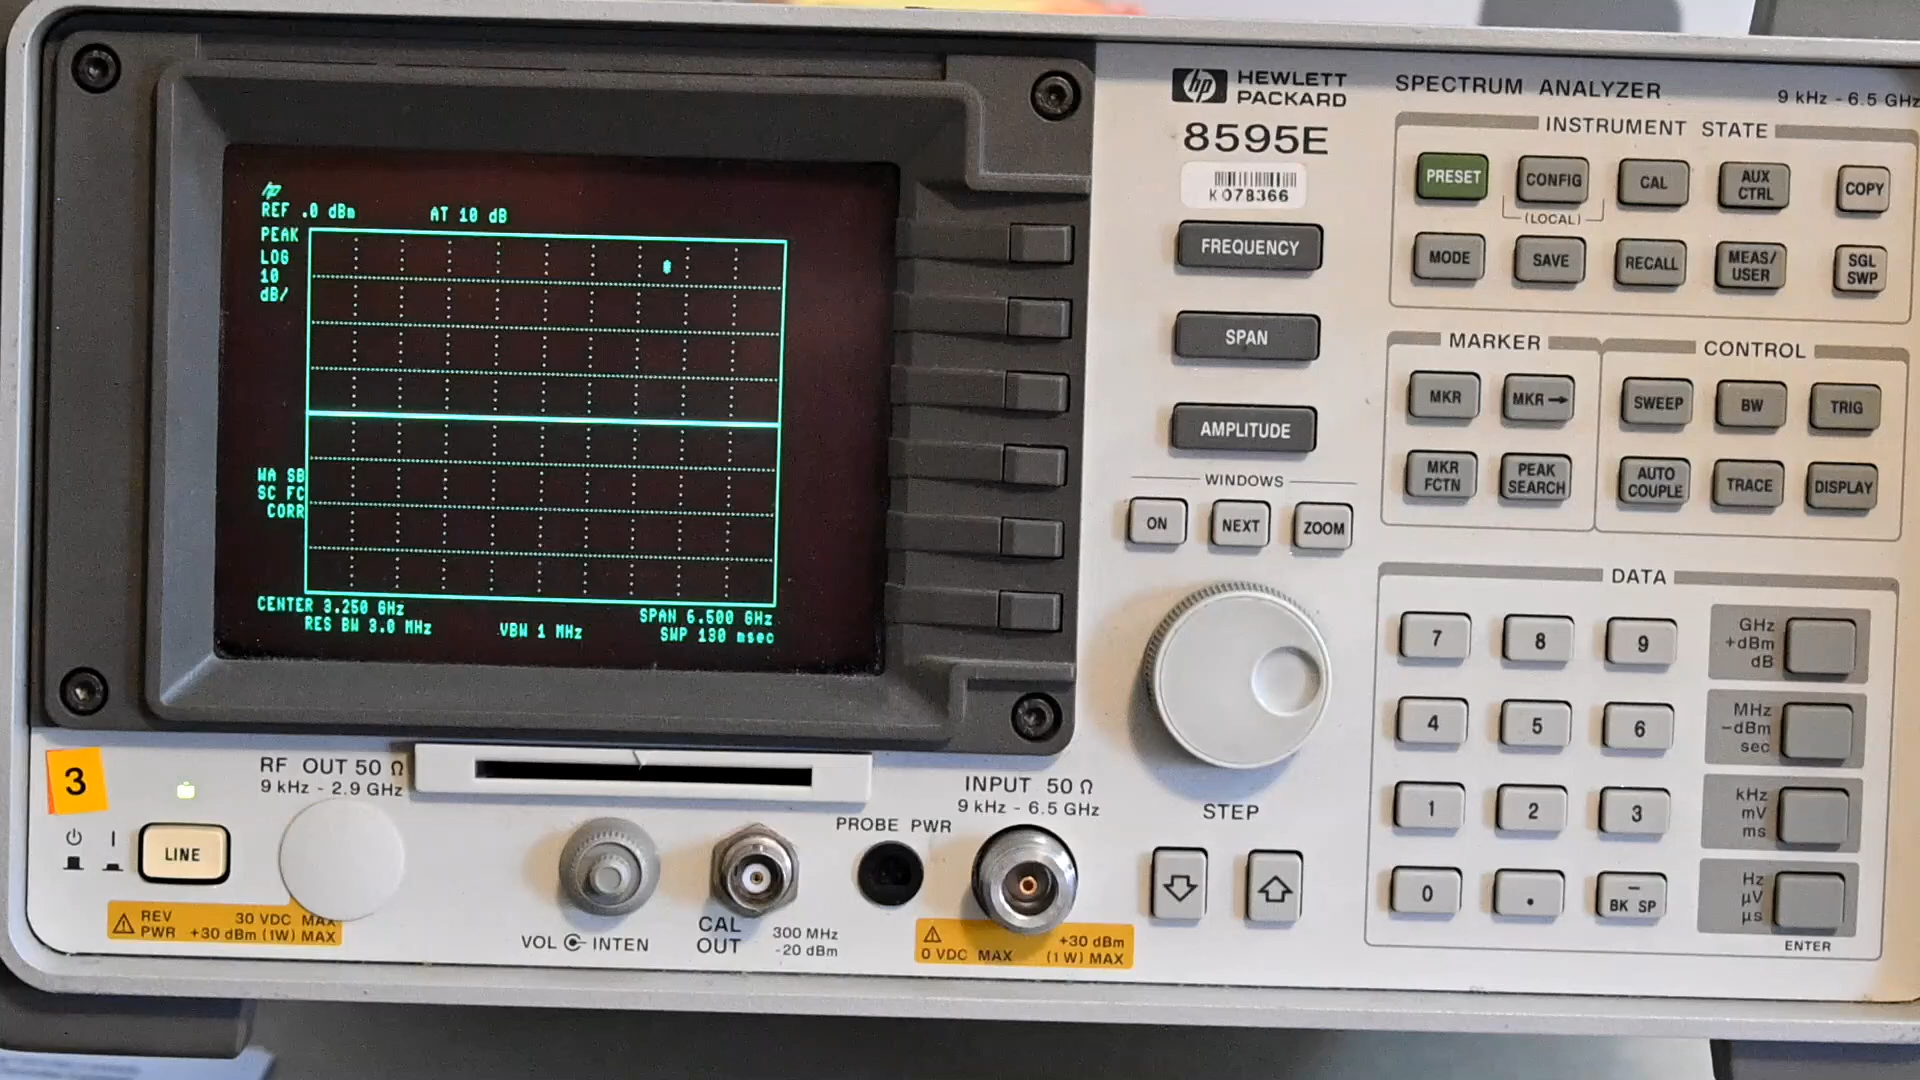 hp
REF .0 dBm AT 10 dB
PEAK
LOG
10
dB/
WA SB
SC FC
CORR
CENTER 3.250 GHz SPAN 6.500 GHz
RES BW 3.0 MHz VBW 1 MHz SWP 130 msec
hp HEWLETT
PACKARD
8595E
K078366
SPECTRUM ANALYZER 9 kHz - 6.5 GHz
INSTRUMENT STATE
PRESET CONFIG CAL AUX CTRL COPY
(LOCAL)
MODE SAVE RECALL MEAS/ USER SGL SWP
FREQUENCY
SPAN
AMPLITUDE
WINDOWS
ON NEXT ZOOM
MARKER
MKR MKR→
MKR FCTN PEAK SEARCH
CONTROL
SWEEP BW TRIG
AUTO COUPLE TRACE DISPLAY
DATA
7 8 9 GHz +dBm dB
4 5 6 MHz -dBm sec
1 2 3 kHz mV ms
0 . – BK SP Hz µV µs
ENTER
STEP
3
LINE
RF OUT 50 Ω
9 kHz - 2.9 GHz
REV PWR 30 VDC MAX
+30 dBm (1W) MAX
VOL INTEN
CAL OUT
300 MHz
-20 dBm
PROBE PWR
INPUT 50 Ω
9 kHz - 6.5 GHz
+30 dBm
0 VDC MAX (1W) MAX